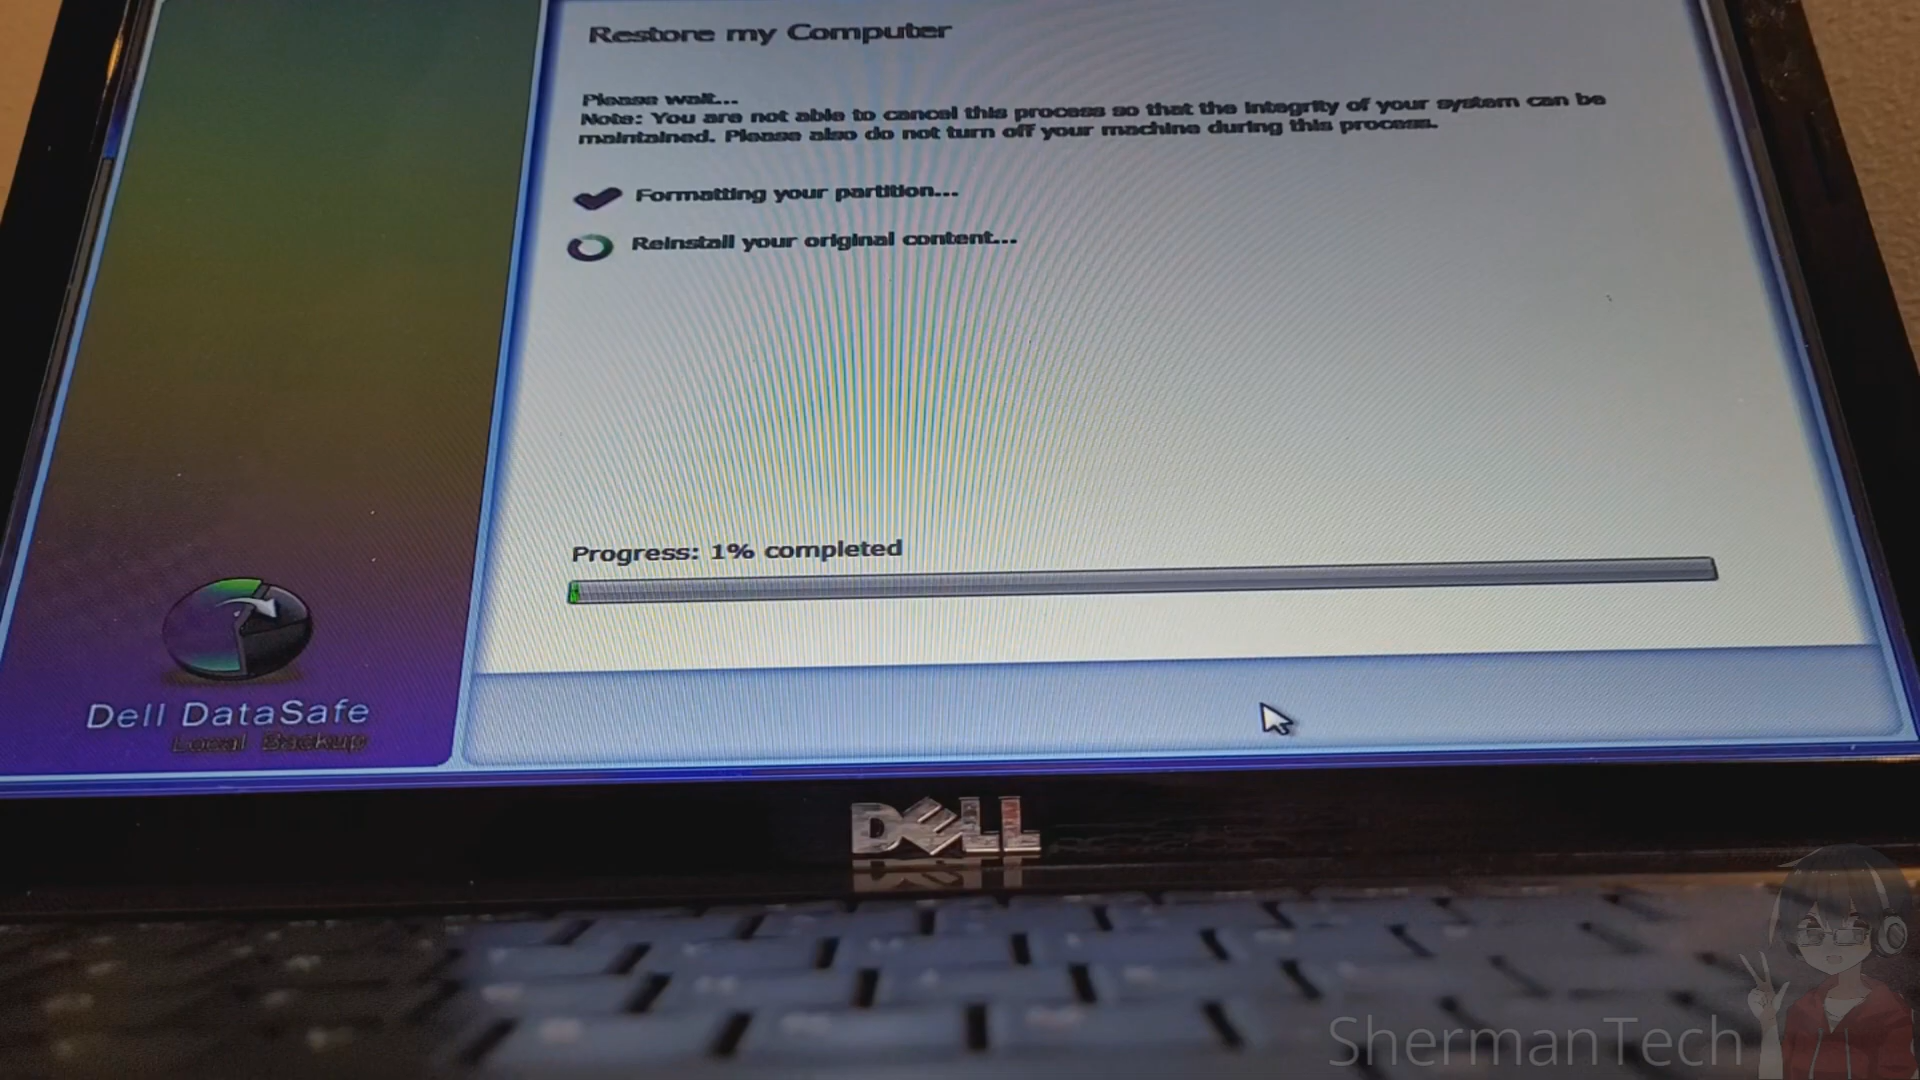 Restore my Computer
Please wait...
Note: You are not able to cancel this process so that the integrity of your system can be
maintained. Please also do not turn off your machine during this process.
Formatting your partition...
Reinstall your original content...
Progress: 1% completed
Dell DataSafe
Local Backup
DELL
ShermanTech